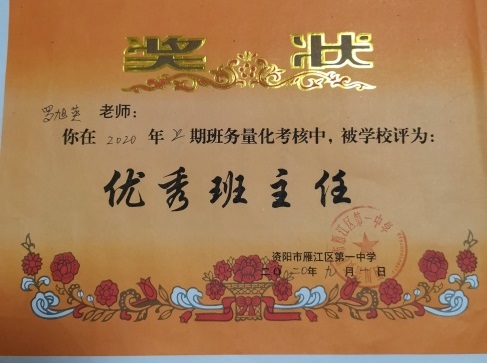 奖状
罗旭英 老师:
你在 2020 年 上 期班务量化考核中，被学校评为:
优秀班主任
资阳市雁江区第一中学
二〇二〇年九月十 日